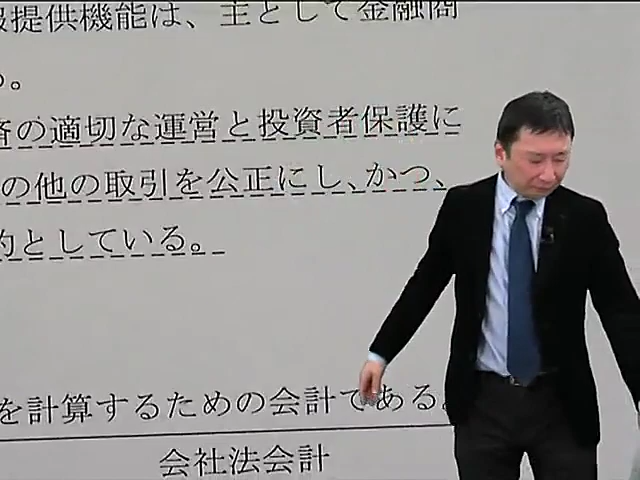 報提供機能は、主として金融商
る。
済の適切な運営と投資者保護に
の他の取引を公正にし、かつ、
的としている。
を計算するための会計である。
会社法会計